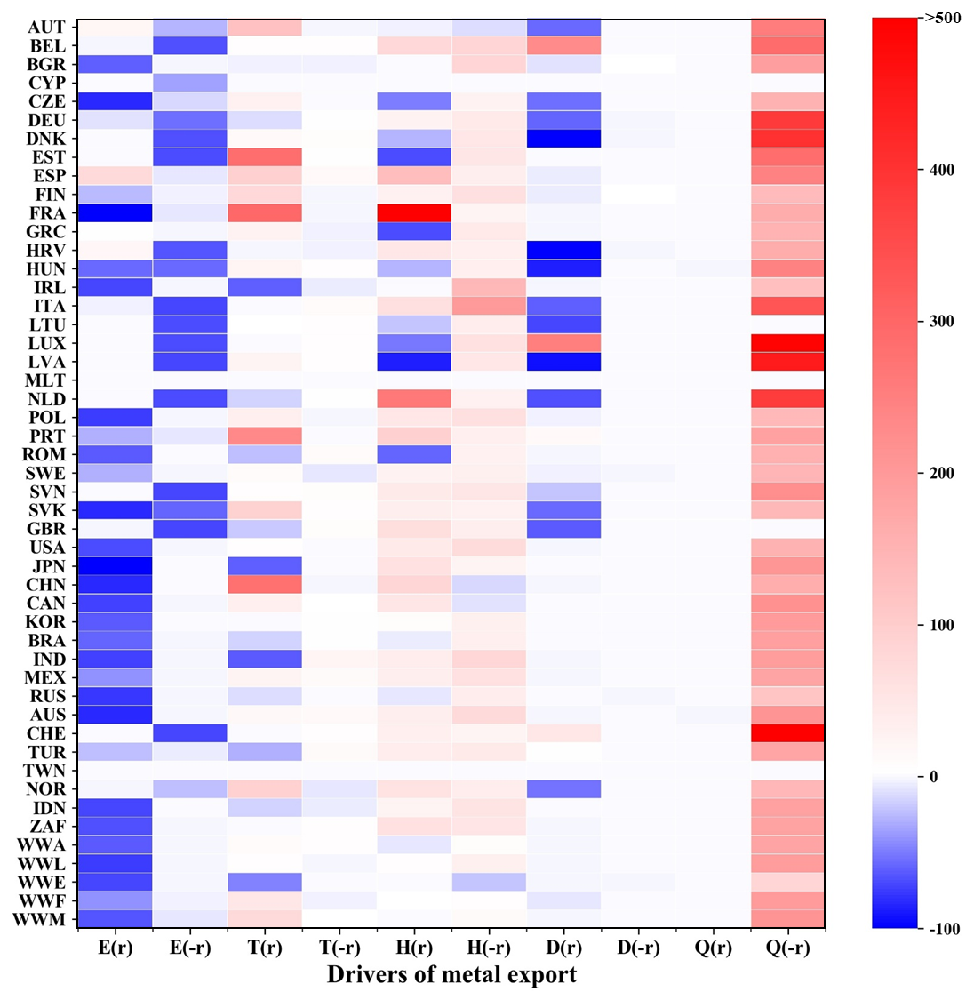 AUT
BEL
BGR
CYP
CZE
DEU
DNK
EST
ESP
FIN
FRA
GRC
HRV
HUN
IRL
ITA
LTU
LUX
LVA
MLT
NLD
POL
PRT
ROM
SWE
SVN
SVK
GBR
USA
JPN
CHN
CAN
KOR
BRA
IND
MEX
RUS
AUS
CHE
TUR
TWN
NOR
IDN
ZAF
WWA
WWL
WWE
WWF
WWM
E(r) E(-r) T(r) T(-r) H(r) H(-r) D(r) D(-r) Q(r) Q(-r)
Drivers of metal export
>500
400
300
200
100
0
-100